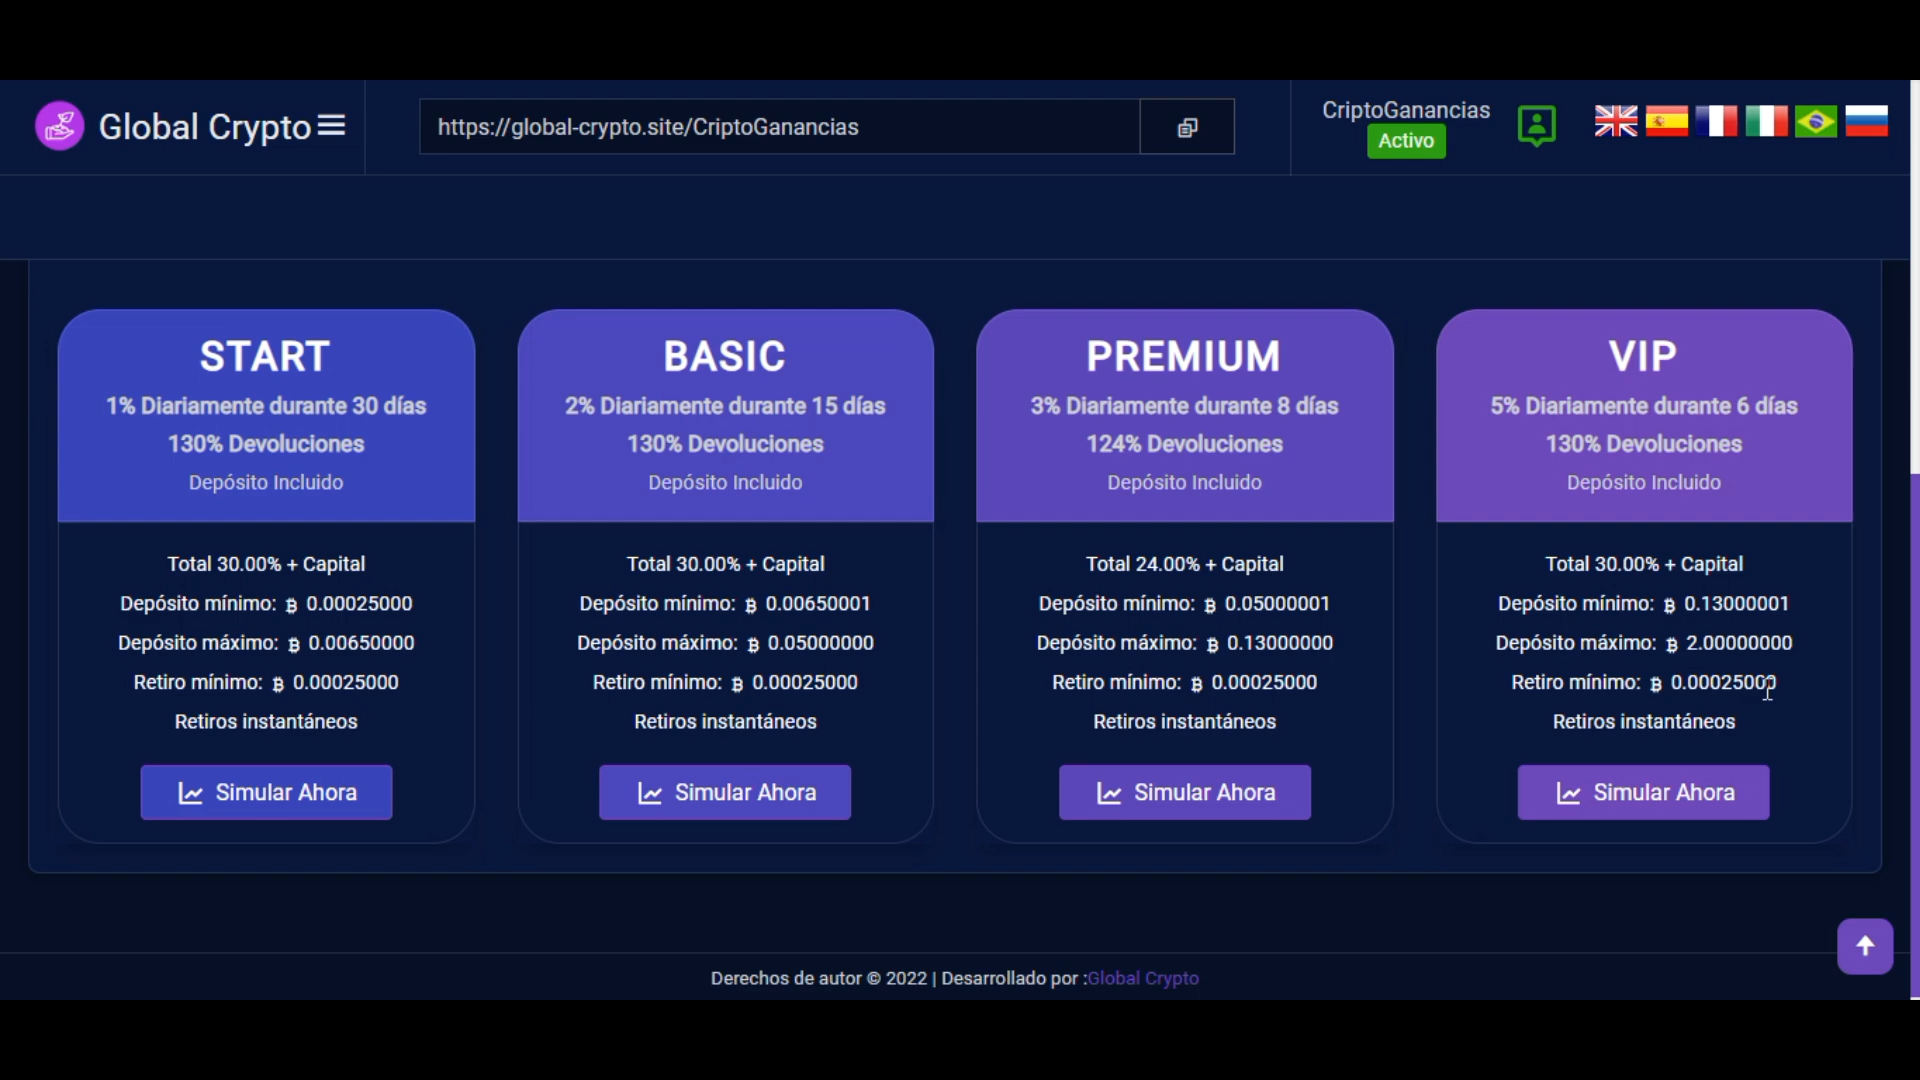 Global Crypto
https://global-crypto.site/CriptoGanancias
CriptoGanancias
Activo
START
1% Diariamente durante 30 días
130% Devoluciones
Depósito Incluido
Total 30.00% + Capital
Depósito mínimo: ₿ 0.00025000
Depósito máximo: ₿ 0.00650000
Retiro mínimo: ₿ 0.00025000
Retiros instantáneos
Simular Ahora
BASIC
2% Diariamente durante 15 días
130% Devoluciones
Depósito Incluido
Total 30.00% + Capital
Depósito mínimo: ₿ 0.00650001
Depósito máximo: ₿ 0.05000000
Retiro mínimo: ₿ 0.00025000
Retiros instantáneos
Simular Ahora
PREMIUM
3% Diariamente durante 8 días
124% Devoluciones
Depósito Incluido
Total 24.00% + Capital
Depósito mínimo: ₿ 0.05000001
Depósito máximo: ₿ 0.13000000
Retiro mínimo: ₿ 0.00025000
Retiros instantáneos
Simular Ahora
VIP
5% Diariamente durante 6 días
130% Devoluciones
Depósito Incluido
Total 30.00% + Capital
Depósito mínimo: ₿ 0.13000001
Depósito máximo: ₿ 2.00000000
Retiro mínimo: ₿ 0.00025000
Retiros instantáneos
Simular Ahora
Derechos de autor © 2022 | Desarrollado por :Global Crypto